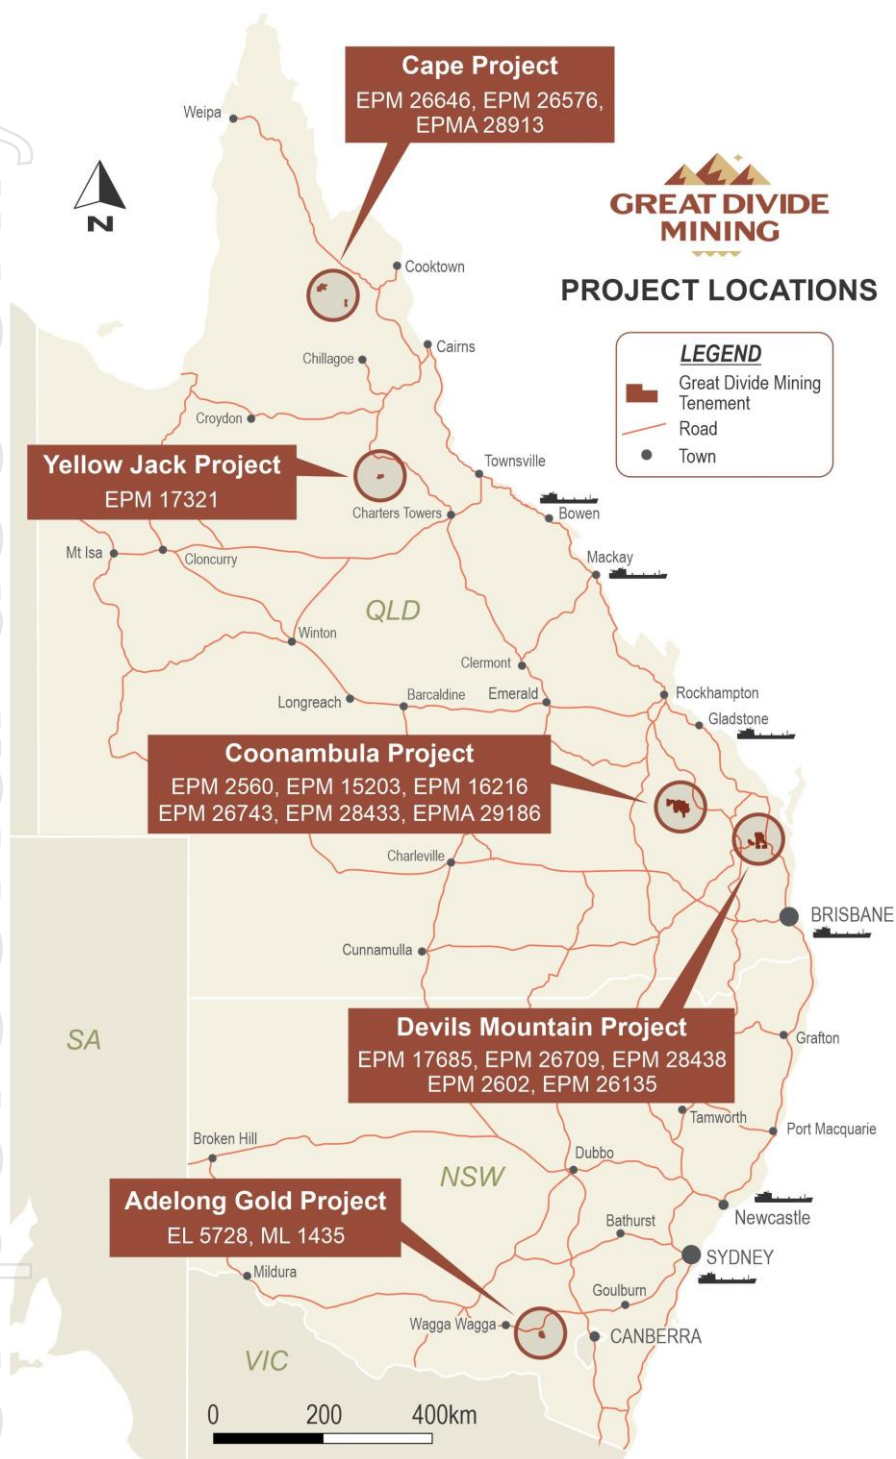 Cape Project
EPM 26646, EPM 26576,
EPMA 28913
Weipa
N
GREAT DIVIDE
MINING
PROJECT LOCATIONS
Cooktown
LEGEND
Great Divide Mining
Tenement
Road
Town
Cairns
Chillagoe
Croydon
Yellow Jack Project
EPM 17321
Townsville
Charters Towers
Bowen
Mt Isa
Cloncurry
Mackay
QLD
Winton
Clermont
Longreach
Barcaldine
Emerald
Rockhampton
Gladstone
Coonambula Project
EPM 2560, EPM 15203, EPM 16216
EPM 26743, EPM 28433, EPMA 29186
Charleville
BRISBANE
Cunnamulla
Devils Mountain Project
EPM 17685, EPM 26709, EPM 28438
EPM 2602, EPM 26135
SA
Grafton
Tamworth
Port Macquarie
Broken Hill
Dubbo
NSW
Adelong Gold Project
EL 5728, ML 1435
Newcastle
Bathurst
SYDNEY
Mildura
Goulburn
Wagga Wagga
CANBERRA
VIC
0 200 400km